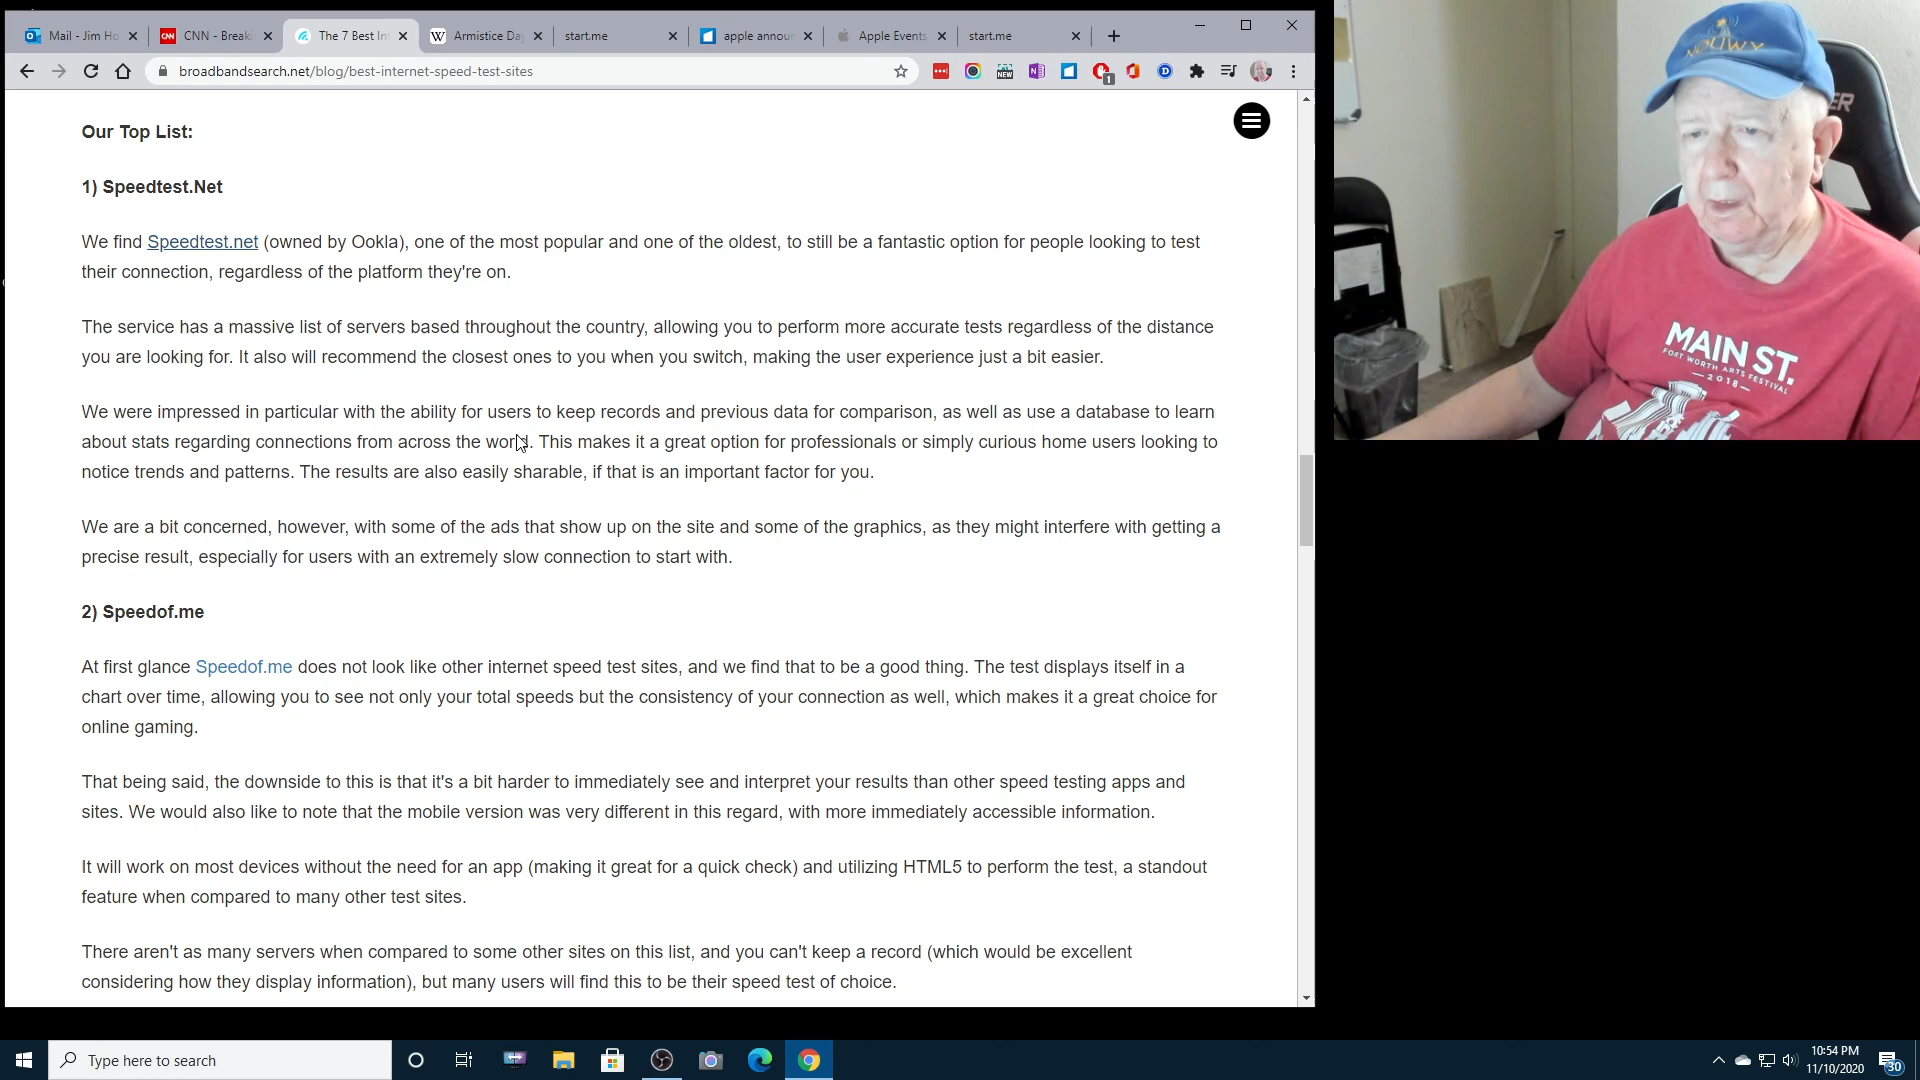 Mail - Jim Ho
CNN - Breaki
The 7 Best Int
Armistice Day
start.me
apple announ
Apple Events
start.me
broadbandsearch.net/blog/best-internet-speed-test-sites
NEW
1
Our Top List:
1) Speedtest.Net
We find Speedtest.net (owned by Ookla), one of the most popular and one of the oldest, to still be a fantastic option for people looking to test
their connection, regardless of the platform they're on.
The service has a massive list of servers based throughout the country, allowing you to perform more accurate tests regardless of the distance
you are looking for. It also will recommend the closest ones to you when you switch, making the user experience just a bit easier.
We were impressed in particular with the ability for users to keep records and previous data for comparison, as well as use a database to learn
about stats regarding connections from across the world. This makes it a great option for professionals or simply curious home users looking to
notice trends and patterns. The results are also easily sharable, if that is an important factor for you.
We are a bit concerned, however, with some of the ads that show up on the site and some of the graphics, as they might interfere with getting a
precise result, especially for users with an extremely slow connection to start with.
2) Speedof.me
At first glance Speedof.me does not look like other internet speed test sites, and we find that to be a good thing. The test displays itself in a
chart over time, allowing you to see not only your total speeds but the consistency of your connection as well, which makes it a great choice for
online gaming.
That being said, the downside to this is that it's a bit harder to immediately see and interpret your results than other speed testing apps and
sites. We would also like to note that the mobile version was very different in this regard, with more immediately accessible information.
It will work on most devices without the need for an app (making it great for a quick check) and utilizing HTML5 to perform the test, a standout
feature when compared to many other test sites.
There aren't as many servers when compared to some other sites on this list, and you can't keep a record (which would be excellent
considering how they display information), but many users will find this to be their speed test of choice.
MAIN ST.
FORT WORTH ARTS FESTIVAL
2018
Type here to search
10:54 PM
11/10/2020
30